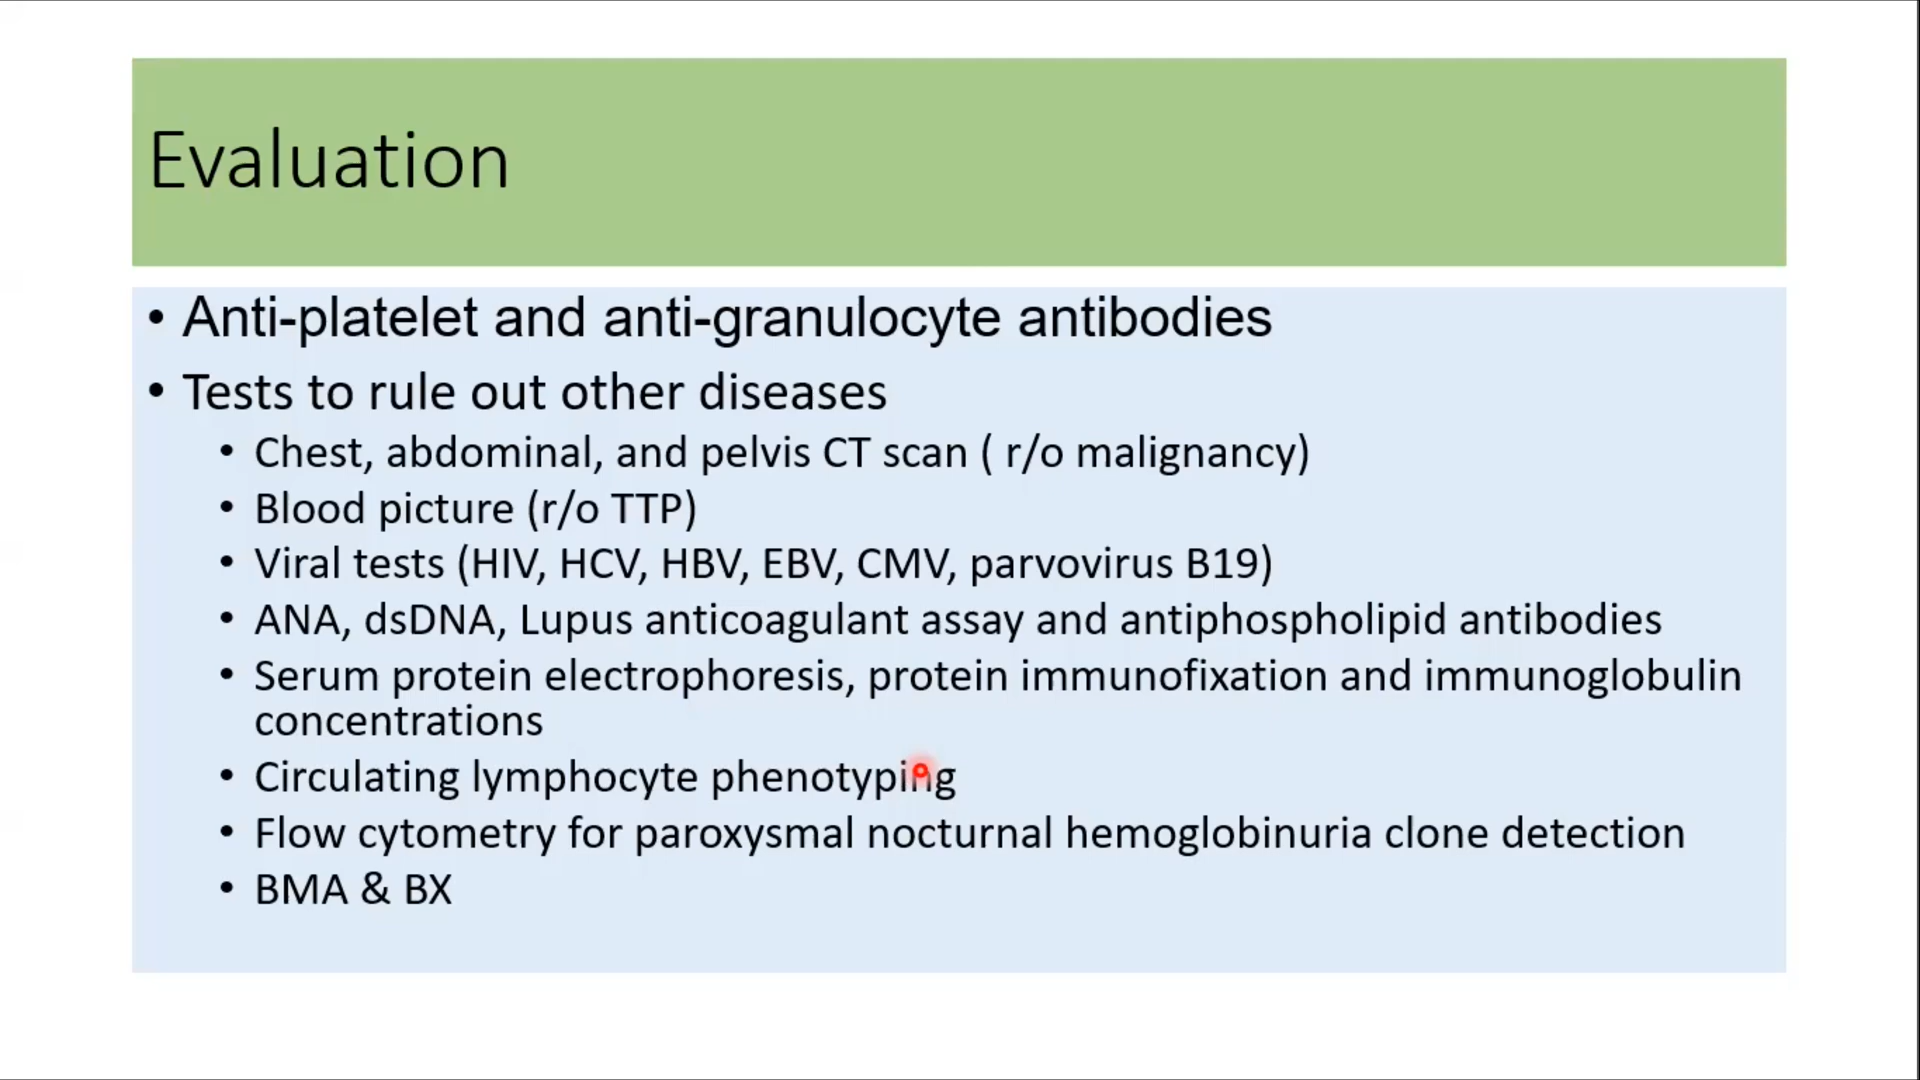 Evaluation
• Anti-platelet and anti-granulocyte antibodies
• Tests to rule out other diseases
• Chest, abdominal, and pelvis CT scan ( r/o malignancy)
• Blood picture (r/o TTP)
• Viral tests (HIV, HCV, HBV, EBV, CMV, parvovirus B19)
• ANA, dsDNA, Lupus anticoagulant assay and antiphospholipid antibodies
• Serum protein electrophoresis, protein immunofixation and immunoglobulin
concentrations
• Circulating lymphocyte phenotyping
• Flow cytometry for paroxysmal nocturnal hemoglobinuria clone detection
• BMA & BX